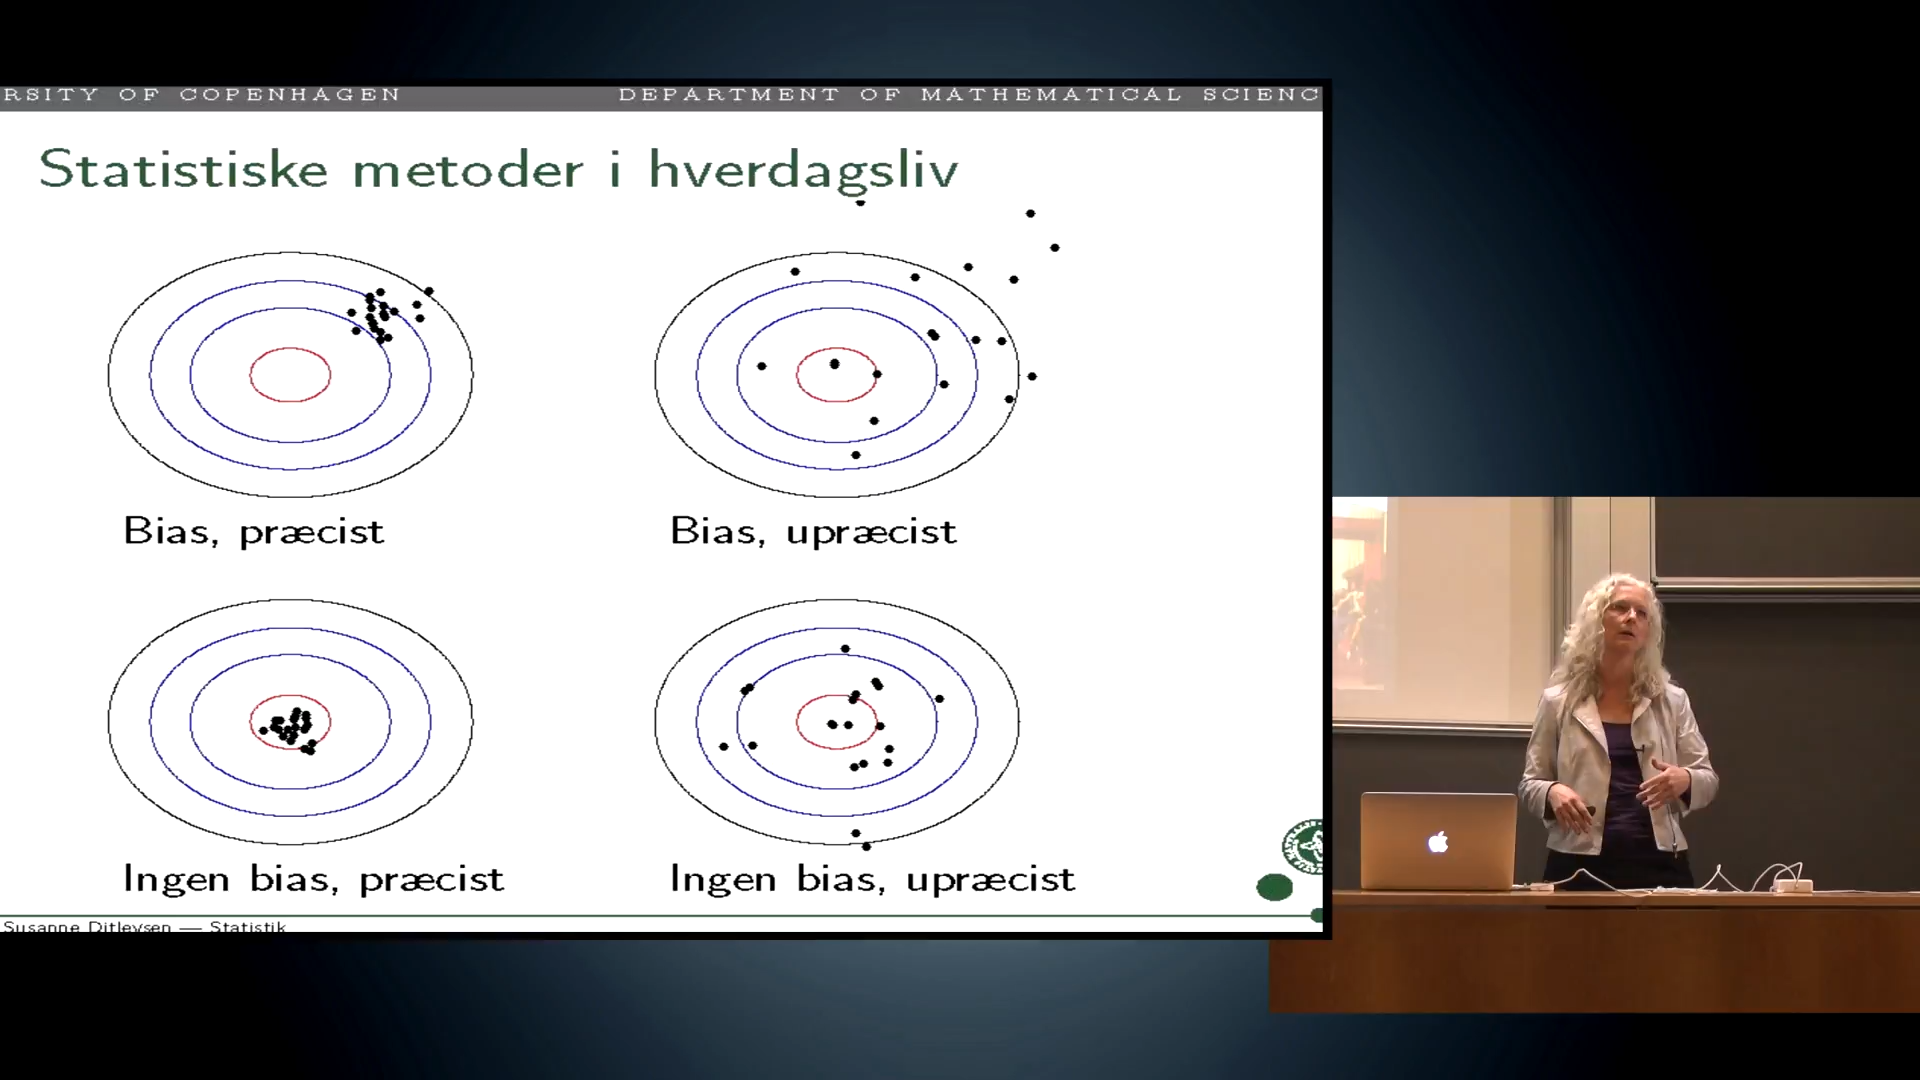 RSITY OF COPENHAGEN
DEPARTMENT OF MATHEMATICAL SCIENC
Statistiske metoder i hverdagsliv
Bias, præcist
Bias, upræcist
Ingen bias, præcist
Ingen bias, upræcist
Susanne Ditlevsen — Statistik